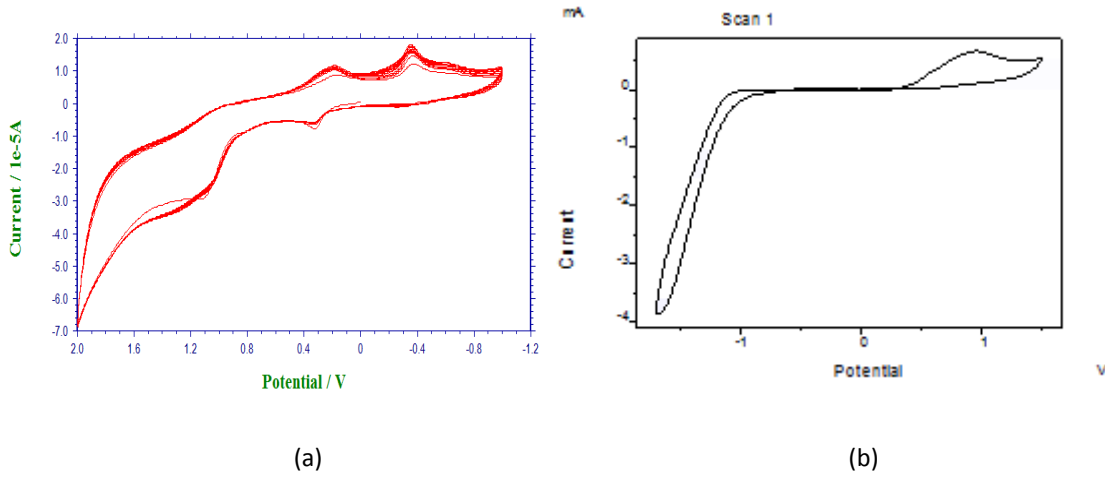 2.0
1.0
0
-1.0
-2.0
-3.0
-4.0
-5.0
-6.0
-7.0
Current / 1e-5A
2.0 1.6 1.2 0.8 0.4 0 -0.4 -0.8 -1.2
Potential / V
(a)
mA
Scan 1
0
-1
-2
-3
-4
Current
-1 0 1
Potential
V
(b)